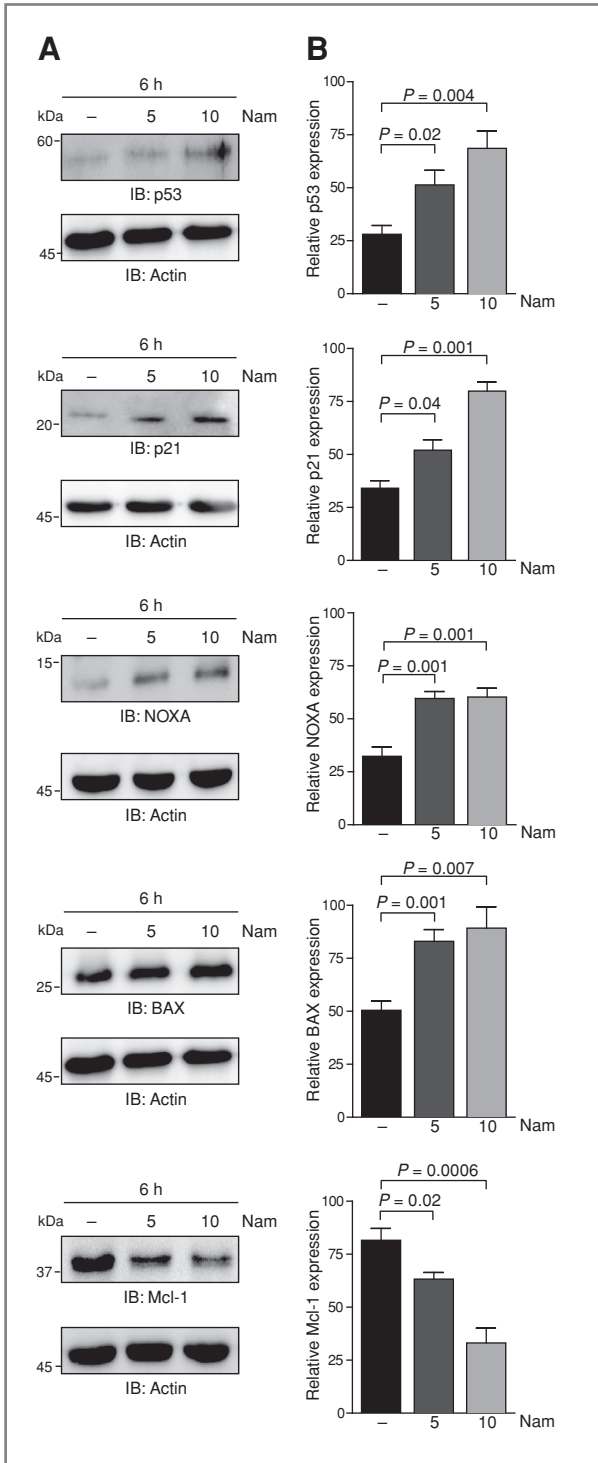 A
6 h
kDa – 5 10 Nam
60
IB: p53
45
IB: Actin
6 h
kDa – 5 10 Nam
20
IB: p21
45
IB: Actin
6 h
kDa – 5 10 Nam
15
IB: NOXA
45
IB: Actin
6 h
kDa – 5 10 Nam
25
IB: BAX
45
IB: Actin
6 h
kDa – 5 10 Nam
37
IB: Mcl-1
45
IB: Actin
B
Relative p53 expression
100
75
50
25
0
P = 0.004
P = 0.02
– 5 10 Nam
Relative p21 expression
100
75
50
25
0
P = 0.001
P = 0.04
– 5 10 Nam
Relative NOXA expression
100
75
50
25
0
P = 0.001
P = 0.001
– 5 10 Nam
Relative BAX expression
100
75
50
25
0
P = 0.007
P = 0.001
– 5 10 Nam
Relative Mcl-1 expression
100
75
50
25
0
P = 0.0006
P = 0.02
– 5 10 Nam